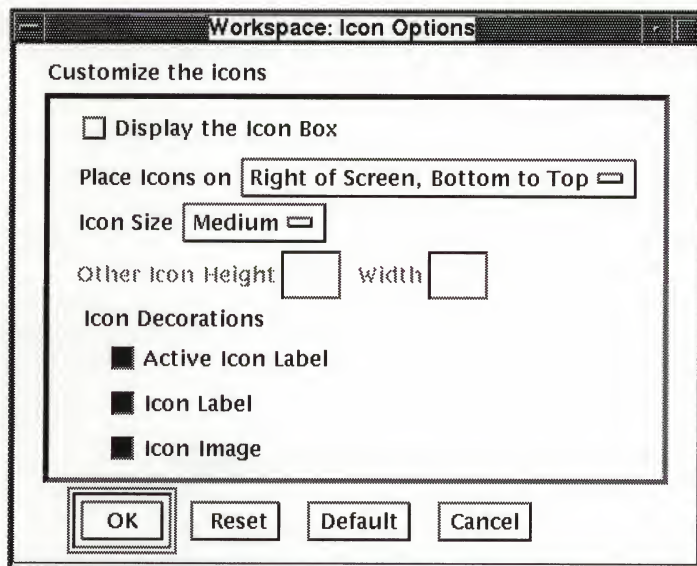 Workspace: Icon Options
Customize the icons
Display the Icon Box
Place Icons on Right of Screen, Bottom to Top
Icon Size Medium
Other Icon Height Width
Icon Decorations
Active Icon Label
Icon Label
Icon Image
OK Reset Default Cancel